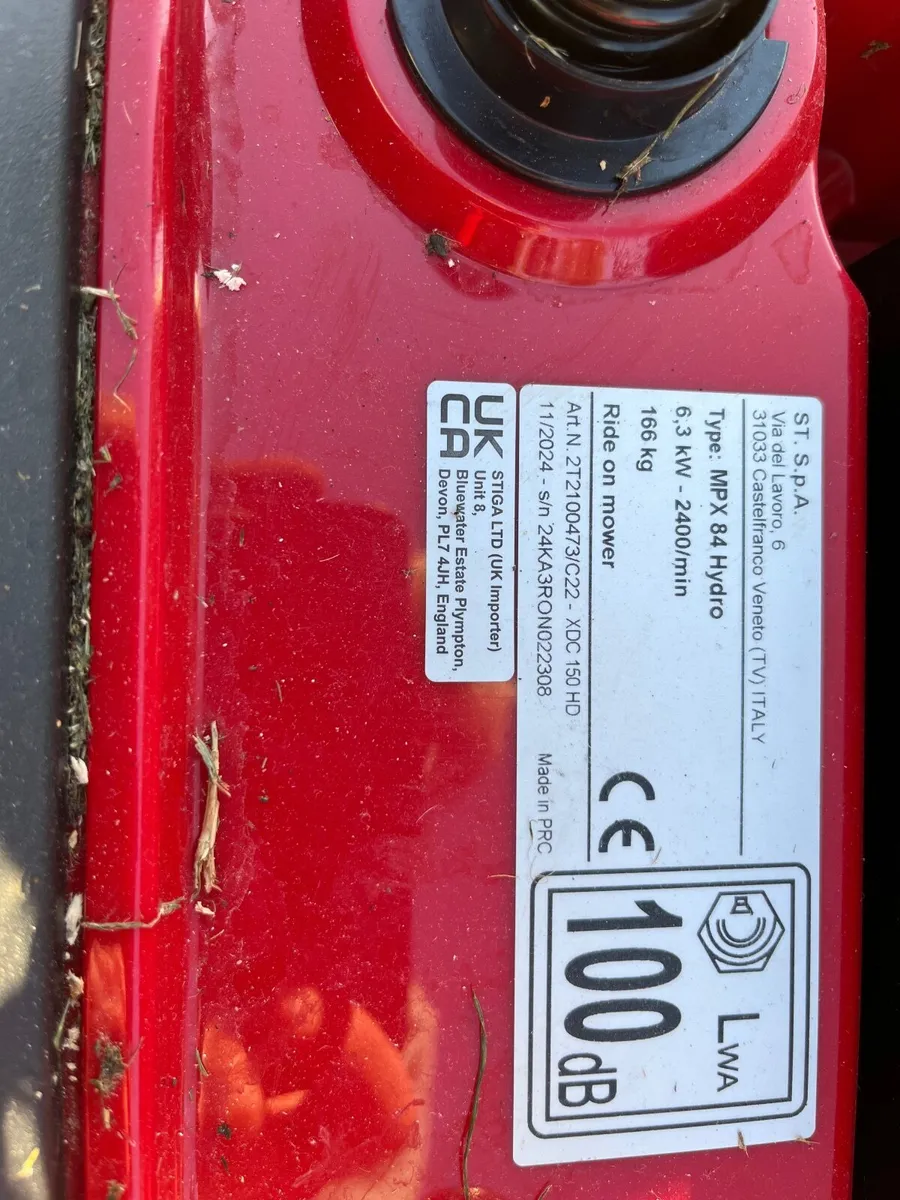 ST. S.p.A.
Via del Lavoro, 6
31033 Castelfranco Veneto (TV) ITALY
Type: MPX 84 Hydro
6,3 kW - 2400/min
166 kg
Ride on mower
CE
Art.N. 2T2100473/C22 - XDC 150 HD
11/2024 - s/n 24KA3RON022308 Made in PRC
LWA
100
dB
UK
CA
STIGA LTD (UK Importer)
Unit 8,
Bluewater Estate Plympton,
Devon, PL7 4JH, England